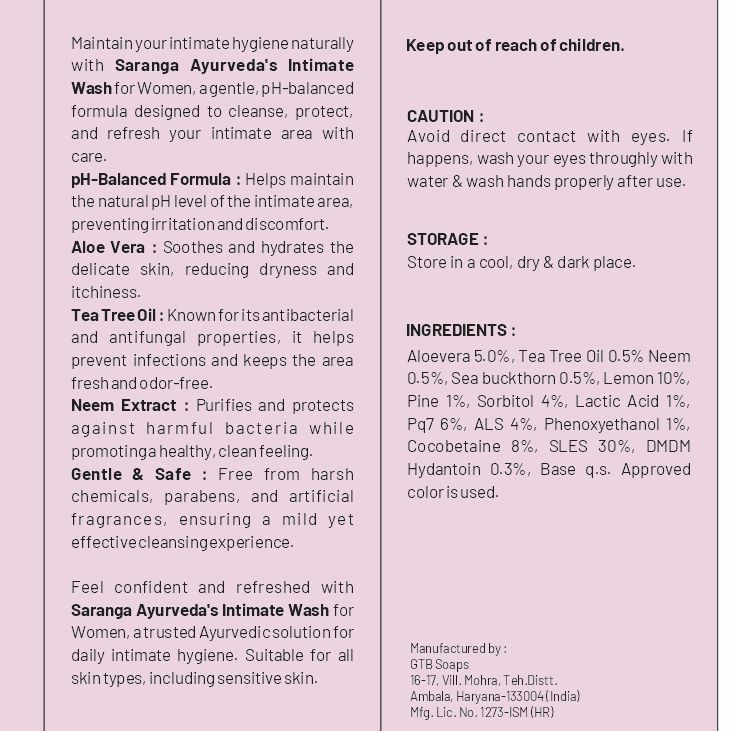 Maintain your intimate hygiene naturally
with Saranga Ayurveda's Intimate
Wash for Women, a gentle, pH-balanced
formula designed to cleanse, protect,
and refresh your intimate area with
care.
pH-Balanced Formula : Helps maintain
the natural pH level of the intimate area,
preventing irritation and discomfort.
Aloe Vera : Soothes and hydrates the
delicate skin, reducing dryness and
itchiness.
Tea Tree Oil : Known for its antibacterial
and antifungal properties, it helps
prevent infections and keeps the area
fresh and odor-free.
Neem Extract : Purifies and protects
against harmful bacteria while
promoting a healthy, clean feeling.
Gentle & Safe : Free from harsh
chemicals, parabens, and artificial
fragrances, ensuring a mild yet
effective cleansing experience.
Feel confident and refreshed with
Saranga Ayurveda's Intimate Wash for
Women, a trusted Ayurvedic solution for
daily intimate hygiene. Suitable for all
skin types, including sensitive skin.
Keep out of reach of children.
CAUTION :
Avoid direct contact with eyes. If
happens, wash your eyes throughly with
water & wash hands properly after use.
STORAGE :
Store in a cool, dry & dark place.
INGREDIENTS :
Aloevera 5.0%, Tea Tree Oil 0.5% Neem
0.5%, Sea buckthorn 0.5%, Lemon 10%,
Pine 1%, Sorbitol 4%, Lactic Acid 1%,
Pq7 6%, ALS 4%, Phenoxyethanol 1%,
Cocobetaine 8%, SLES 30%, DMDM
Hydantoin 0.3%, Base q.s. Approved
color is used.
Manufactured by :
GTB Soaps
16-17, Vill. Mohra, Teh.Distt.
Ambala, Haryana-133004 (India)
Mfg. Lic. No. 1273-ISM (HR)